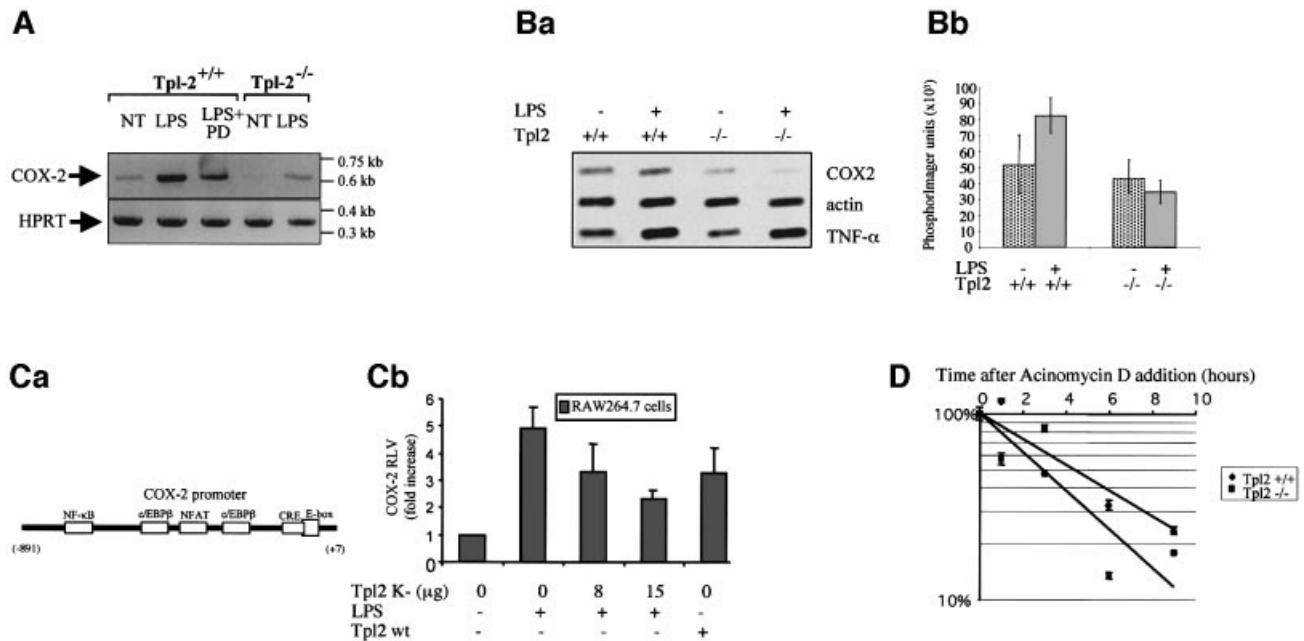 A
Tpl-2+/+ Tpl-2-/-
NT LPS LPS+ PD NT LPS
COX-2
0.75 kb
0.6 kb
HPRT
0.4 kb
0.3 kb
Ba
LPS - + - +
Tpl2 +/+ +/+ -/- -/-
COX2
actin
TNF-α
Bb
PhosphorImager units (x10³)
100
90
80
70
60
50
40
30
20
10
0
LPS - + - +
Tpl2 +/+ +/+ -/- -/-
Ca
COX-2 promoter
NF-κB c/EBPβ NFAT c/EBPβ CRE E-box
(-891) (+7)
Cb
COX-2 RLV
(fold increase)
6
5
4
3
2
1
0
RAW264.7 cells
Tpl2 K- (μg) 0 0 8 15 0
LPS - + + + -
Tpl2 wt - - - - +
D
Time after Acinomycin D addition (hours)
0 2 4 6 8 10
100%
10%
Tpl2 +/+
Tpl2 -/-